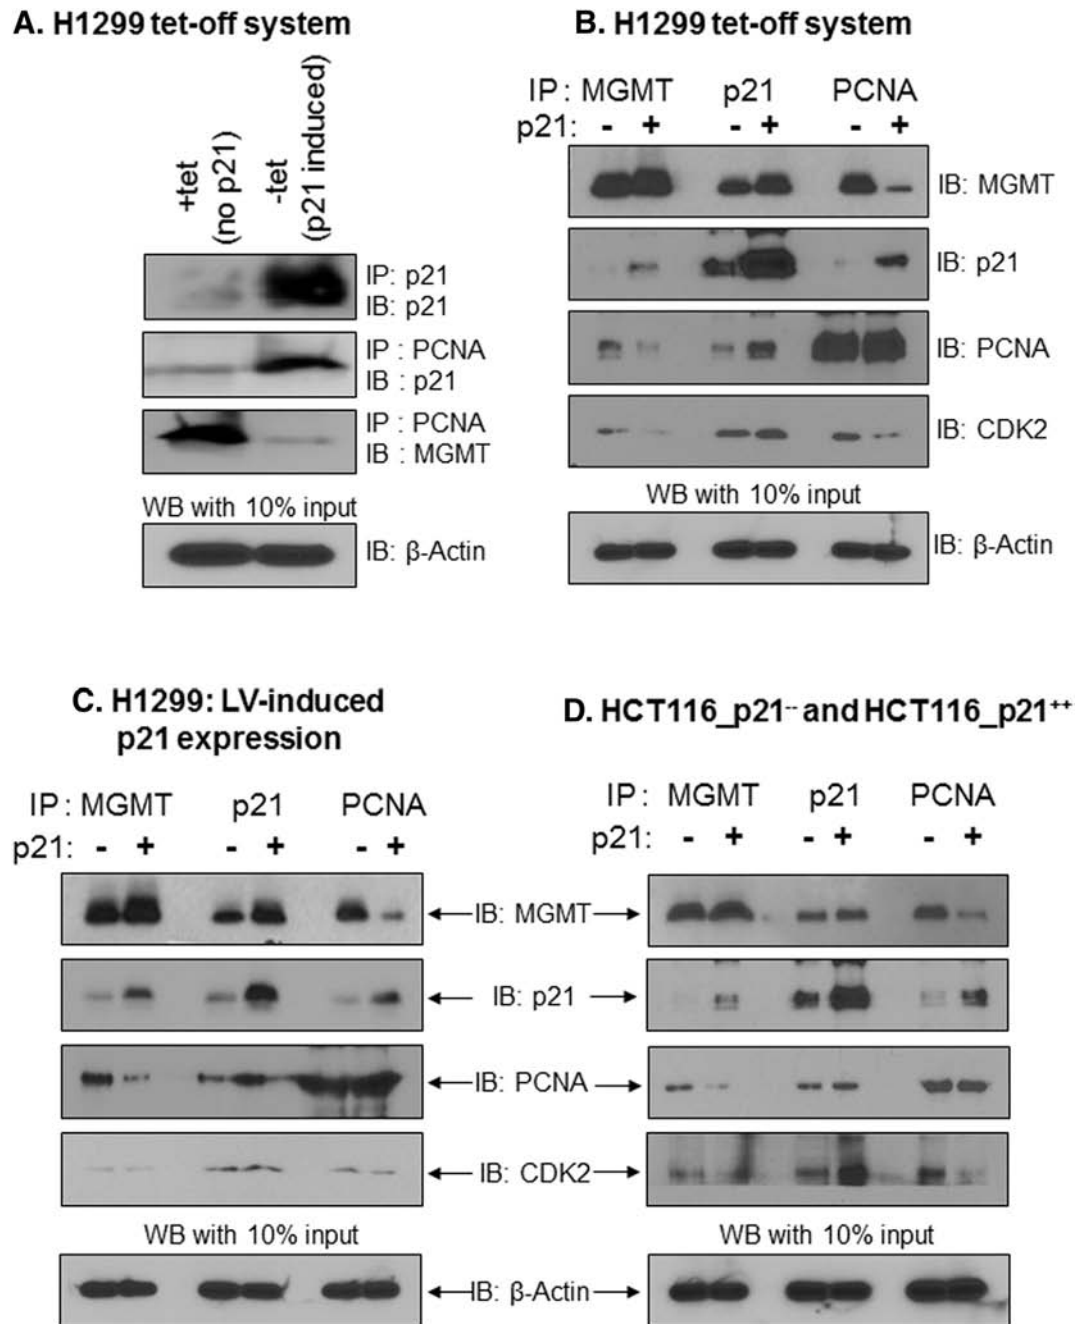 A. H1299 tet-off system
+tet
(no p21)
-tet
(p21 induced)
IP: p21
IB: p21
IP : PCNA
IB : p21
IP : PCNA
IB : MGMT
WB with 10% input
IB: β-Actin
B. H1299 tet-off system
IP : MGMT p21 PCNA
p21: - + - + - +
IB: MGMT
IB: p21
IB: PCNA
IB: CDK2
WB with 10% input
IB: β-Actin
C. H1299: LV-induced
p21 expression
IP : MGMT p21 PCNA
p21: - + - + - +
D. HCT116_p21-- and HCT116_p21++
IP : MGMT p21 PCNA
p21: - + - + - +
IB: MGMT
IB: p21
IB: PCNA
IB: CDK2
WB with 10% input
WB with 10% input
IB: β-Actin